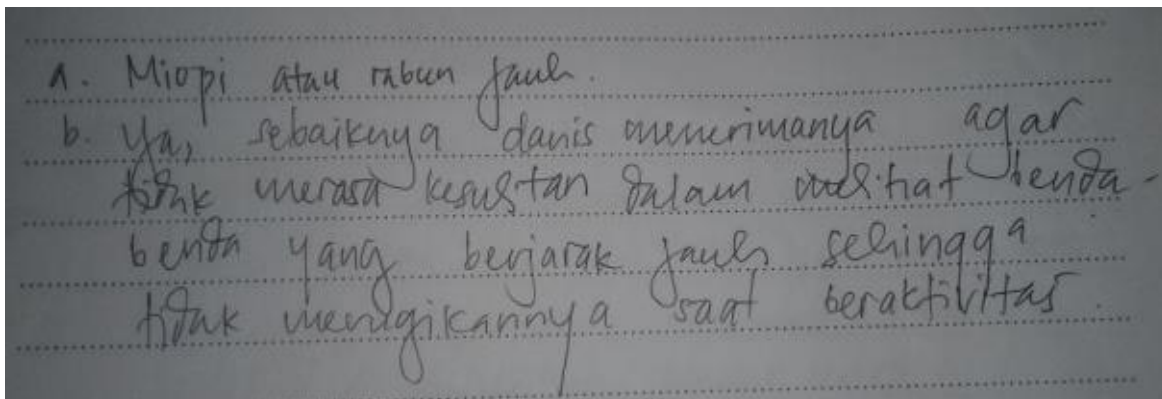 a. Miopi atau rabun jauh.
b. Ya, sebaiknya danis menerimanya agar
tidak merasa kesulitan dalam melihat benda-
benda yang berjarak jauh sehingga
tidak merugikannya saat beraktivitas.